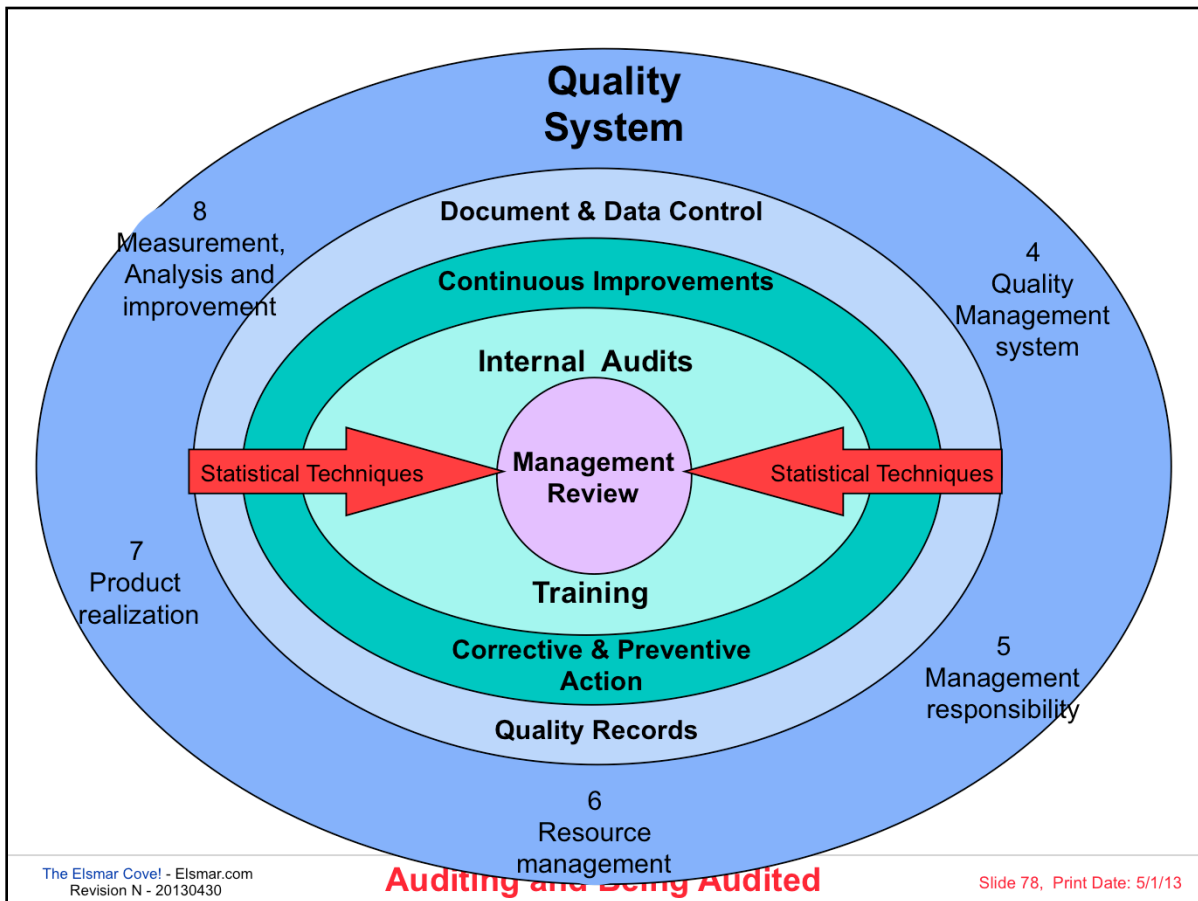 Quality
System
Document & Data Control
8
Measurement,
Analysis and
improvement
4
Quality
Management
system
Continuous Improvements
Internal  Audits
Statistical Techniques
Management
Review
Statistical Techniques
7
Product
realization
Training
Corrective & Preventive
Action
5
Management
responsibility
Quality Records
6
Resource
management
The Elsmar Cove! - Elsmar.com
Revision N - 20130430
Auditing and Being Audited
Slide 78,  Print Date: 5/1/13